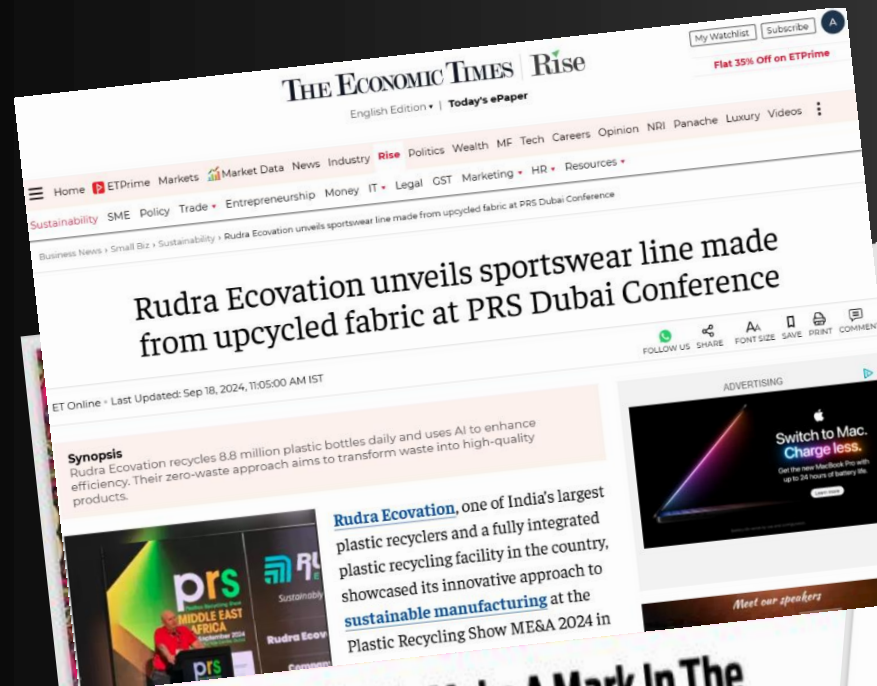 My Watchlist Subscribe A
THE ECONOMIC TIMES | Rise
Flat 35% Off on ETPrime
English Edition ▾ | Today's ePaper
Home ETPrime Markets Market Data News Industry Rise Politics Wealth MF Tech Careers Opinion NRI Panache Luxury Videos
Sustainability SME Policy Trade ▾ Entrepreneurship Money IT ▾ Legal GST Marketing ▾ HR ▾ Resources ▾
Business News › Small Biz › Sustainability › Rudra Ecovation unveils sportswear line made from upcycled fabric at PRS Dubai Conference
Rudra Ecovation unveils sportswear line made
from upcycled fabric at PRS Dubai Conference
FOLLOW US SHARE FONT SIZE SAVE PRINT COMMENT
ET Online • Last Updated: Sep 18, 2024, 11:05:00 AM IST
Synopsis
Rudra Ecovation recycles 8.8 million plastic bottles daily and uses AI to enhance
efficiency. Their zero-waste approach aims to transform waste into high-quality
products.
Rudra Ecovation, one of India's largest
plastic recyclers and a fully integrated
plastic recycling facility in the country,
showcased its innovative approach to
sustainable manufacturing at the
Plastic Recycling Show ME&A 2024 in
prs
MIDDLE EAST
AFRICA
September 2024
prs
RU
Sustainably
Rudra Ecov
Compan
ADVERTISING
Switch to Mac.
Charge less.
Get the new MacBook Pro with
up to 24 hours of battery life.
Learn more
Meet our speakers
A Mark In The